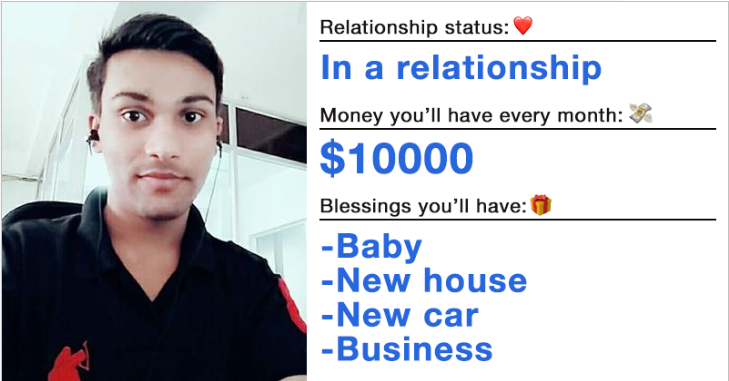 Relationship status: ❤️
In a relationship
Money you’ll have every month: 💸
$10000
Blessings you’ll have: 🎁
-Baby
-New house
-New car
-Business